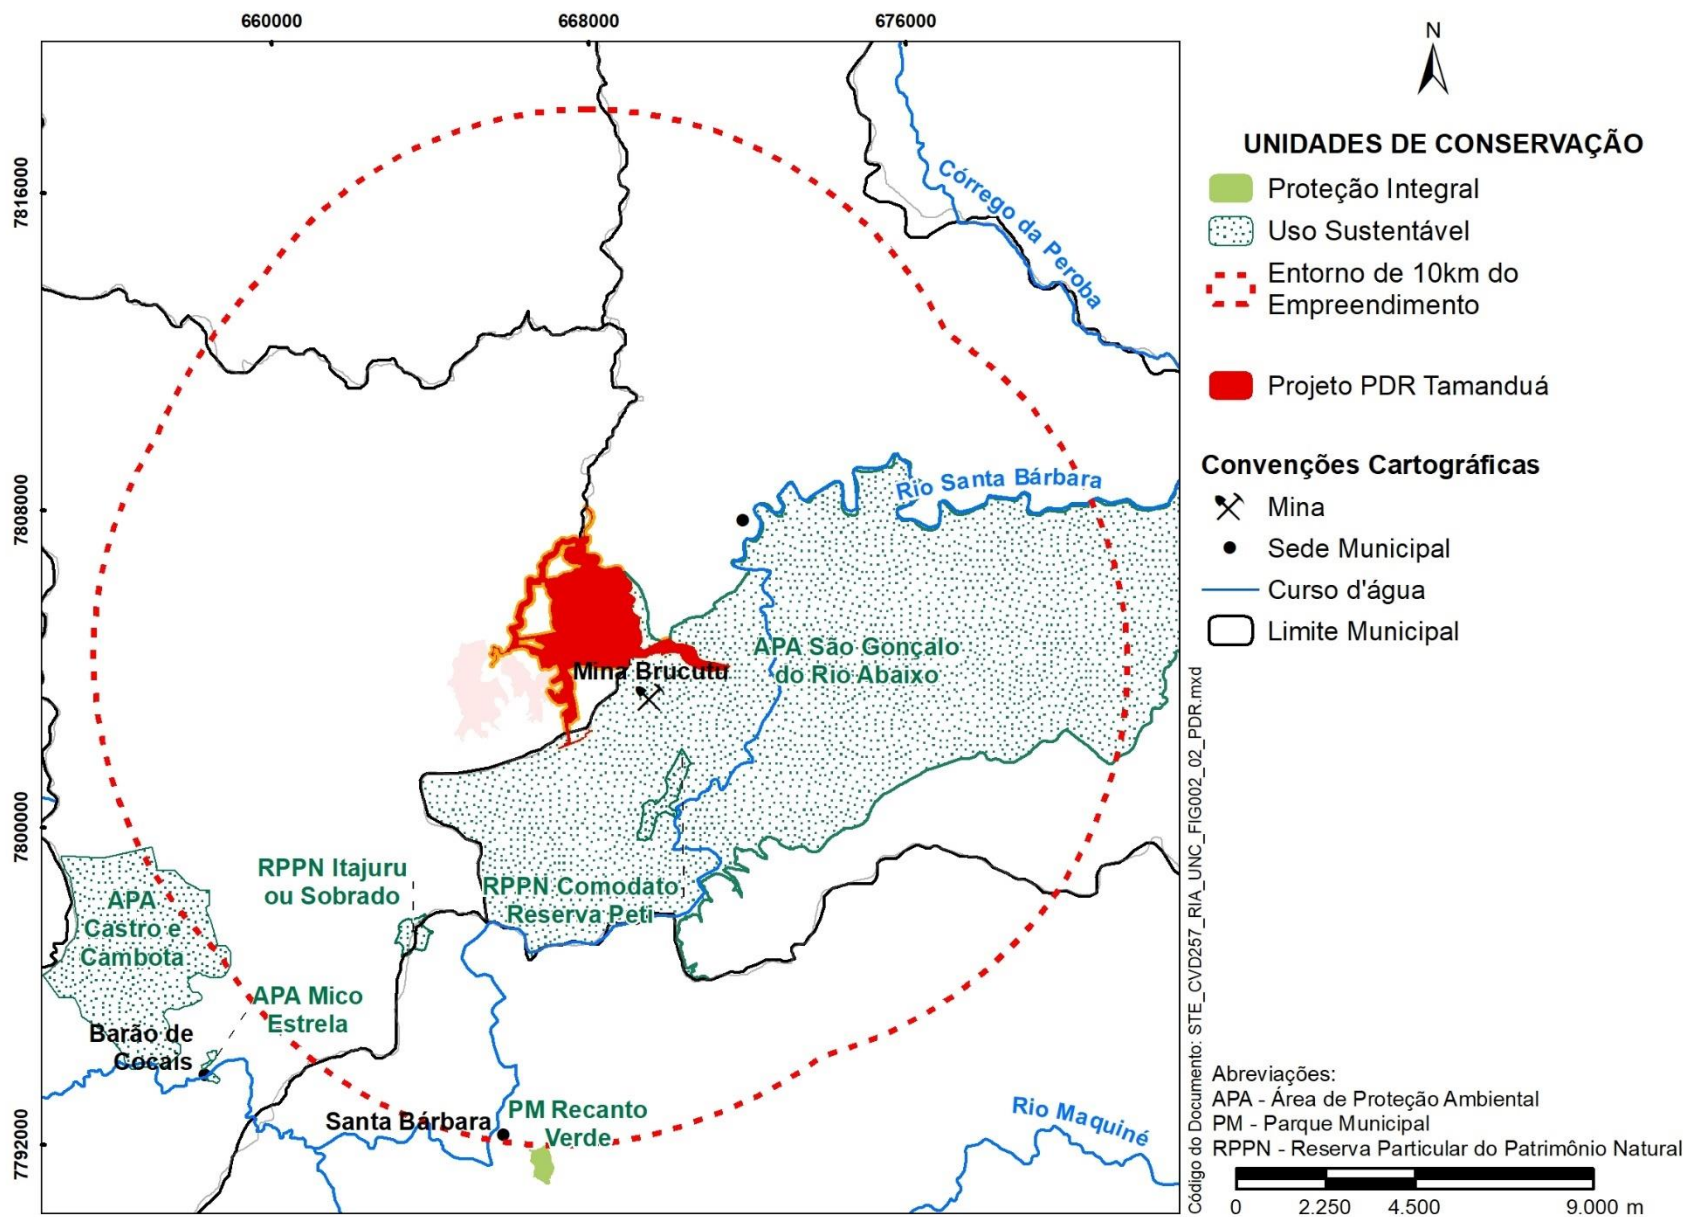 660000
668000
676000
7816000
7808000
7800000
7792000
Córrego da Peroba
Rio Santa Bárbara
APA São Gonçalo
do Rio Abaixo
Mina Brucutu
RPPN Itajuru
ou Sobrado
RPPN Comodato
Reserva Peti
APA
Castro e
Cambota
APA Mico
Estrela
Barão de
Cocais
Santa Bárbara
PM Recanto
Verde
Rio Maquiné
N
UNIDADES DE CONSERVAÇÃO
Proteção Integral
Uso Sustentável
Entorno de 10km do
Empreendimento
Projeto PDR Tamanduá
Convenções Cartográficas
Mina
Sede Municipal
Curso d'água
Limite Municipal
Código do Documento: STE_CVD257_RIA_UNC_FIG002_02_PDR.mxd
Abreviações:
APA - Área de Proteção Ambiental
PM - Parque Municipal
RPPN - Reserva Particular do Patrimônio Natural
0 2.250 4.500 9.000 m